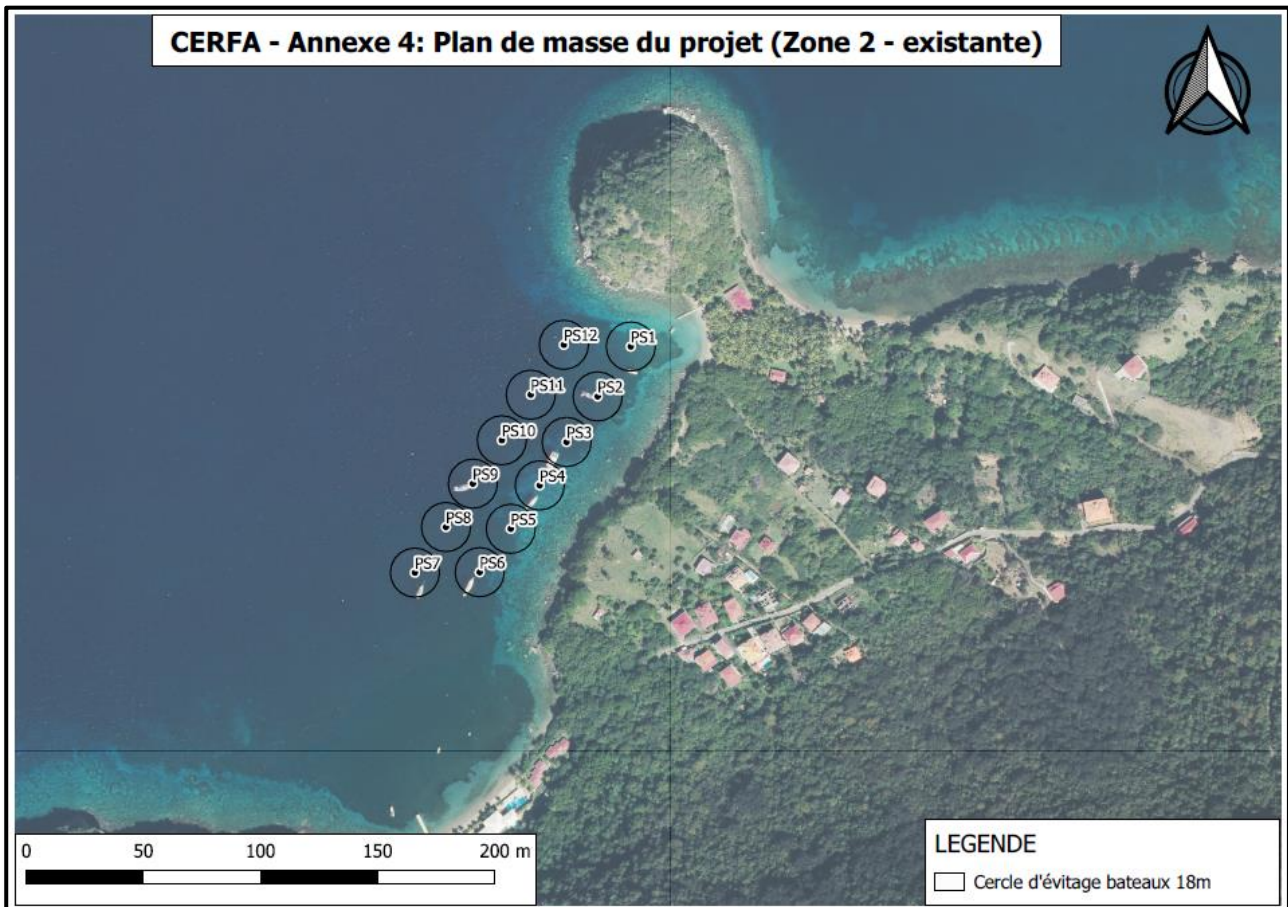 CERFA - Annexe 4: Plan de masse du projet (Zone 2 - existante)
PS12
PS1
PS11
PS2
PS10
PS3
PS9
PS4
PS8
PS5
PS7
PS6
0 50 100 150 200 m
LEGENDE
Cercle d'évitage bateaux 18m